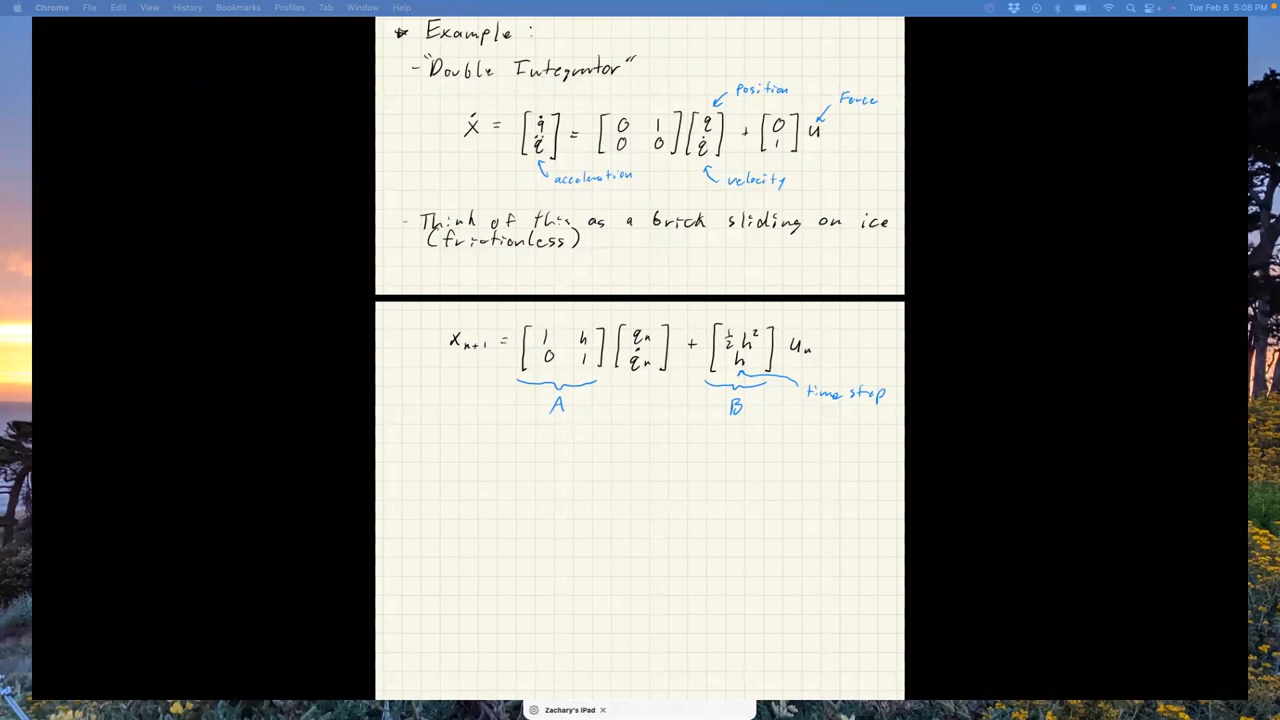 Chrome File Edit View History Bookmarks Profiles Tab Window Help Tue Feb 8 5:08 PM
* Example :
- "Double Integrator"
position
Force
ẋ = [q̇ q̈] = [0 1 0 0] [q q̇] + [0 1] u
acceleration
velocity
- Think of this as a brick sliding on ice
(frictionless)
xₙ₊₁ = [1 h 0 1] [qₙ q̇ₙ] + [½h² h] uₙ
time step
A B
Zachary's iPad ×